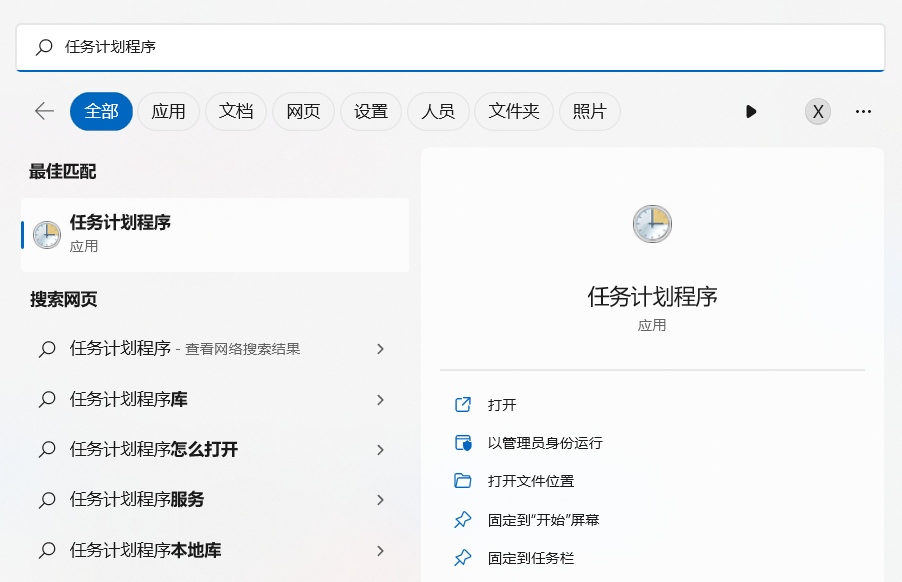 任务计划程序
全部 应用 文档 网页 设置 人员 文件夹 照片 X
最佳匹配
任务计划程序
应用
搜索网页
任务计划程序 - 查看网络搜索结果
任务计划程序库
任务计划程序怎么打开
任务计划程序服务
任务计划程序本地库
任务计划程序
应用
打开
以管理员身份运行
打开文件位置
固定到“开始”屏幕
固定到任务栏